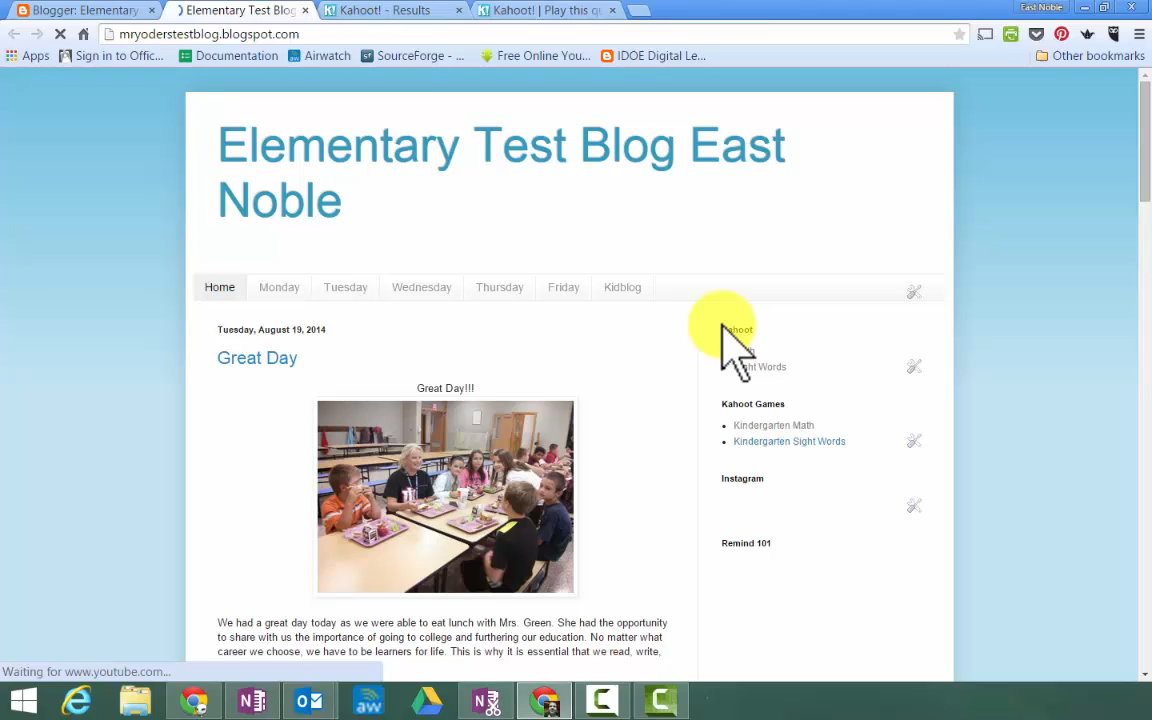 Blogger: Elementary
Elementary Test Blog
Kahoot! - Results
Kahoot! | Play this qu
East Noble
mryoderstestblog.blogspot.com
Apps
Sign in to Offic...
Documentation
Airwatch
SourceForge - ...
Free Online You...
IDOE Digital Le...
Other bookmarks
Elementary Test Blog East
Noble
Home
Monday
Tuesday
Wednesday
Thursday
Friday
Kidblog
Tuesday, August 19, 2014
Great Day
Great Day!!!
We had a great day today as we were able to eat lunch with Mrs. Green. She had the opportunity
to share with us the importance of going to college and furthering our education. No matter what
career we choose, we have to be learners for life. This is why it is essential that we read, write,
Words
Kahoot Games
Kindergarten Math
Kindergarten Sight Words
Instagram
Remind 101
Waiting for www.youtube.com...